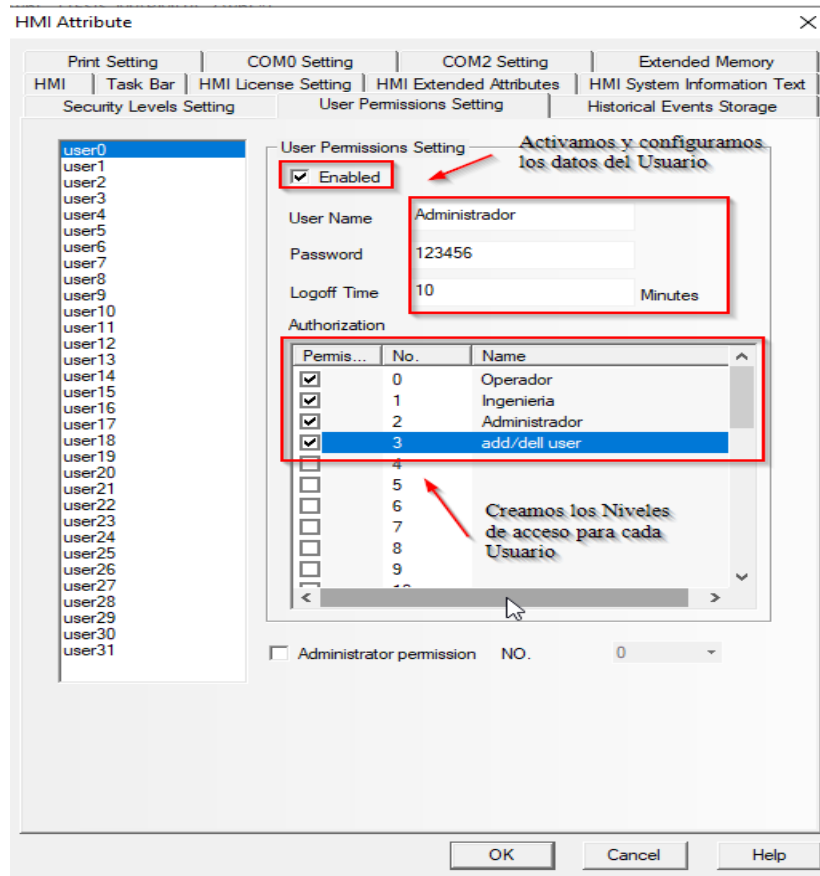 HMI Attribute
Print Setting COM0 Setting COM2 Setting Extended Memory
HMI Task Bar HMI License Setting HMI Extended Attributes HMI System Information Text
Security Levels Setting User Permissions Setting Historical Events Storage
user0
user1
user2
user3
user4
user5
user6
user7
user8
user9
user10
user11
user12
user13
user14
user15
user16
user17
user18
user19
user20
user21
user22
user23
user24
user25
user26
user27
user28
user29
user30
user31
User Permissions Setting
Activamos y configuramos
los datos del Usuario
Enabled
User Name Administrador
Password 123456
Logoff Time 10 Minutes
Authorization
Permis... No. Name
0 Operador
1 Ingenieria
2 Administrador
3 add/dell user
4
5
6
7
8
9
Creamos los Niveles
de acceso para cada
Usuario
Administrator permission NO. 0
OK Cancel Help